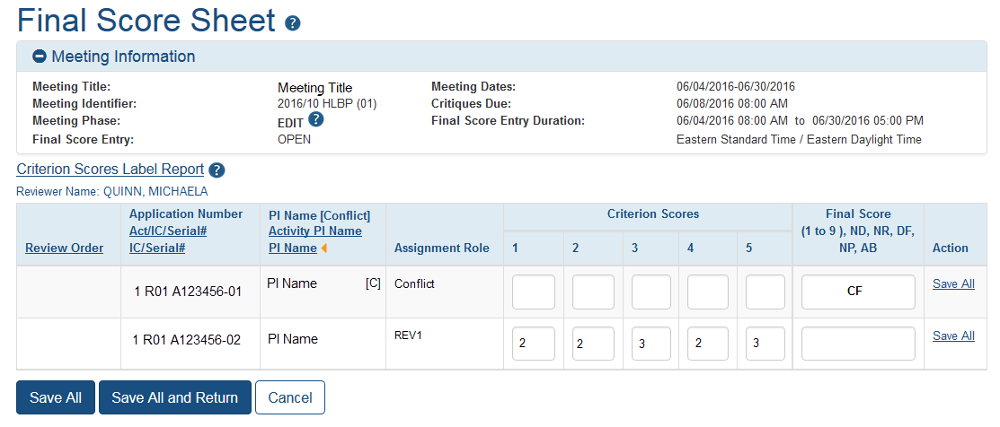 Final Score Sheet ?
Meeting Information
Meeting Title: Meeting Title Meeting Dates: 06/04/2016-06/30/2016
Meeting Identifier: 2016/10 HLBP (01) Critiques Due: 06/08/2016 08:00 AM
Meeting Phase: EDIT ? Final Score Entry Duration: 06/04/2016 08:00 AM to 06/30/2016 05:00 PM
Final Score Entry: OPEN Eastern Standard Time / Eastern Daylight Time
Criterion Scores Label Report ?
Reviewer Name: QUINN, MICHAELA
Review Order
Application Number
Act/IC/Serial#
IC/Serial#
PI Name [Conflict]
Activity PI Name
PI Name
Assignment Role
Criterion Scores
1 2 3 4 5
Final Score
(1 to 9 ), ND, NR, DF,
NP, AB
Action
1 R01 A123456-01 PI Name [C] Conflict CF Save All
1 R01 A123456-02 PI Name REV1 2 2 3 2 3 Save All
Save All Save All and Return Cancel